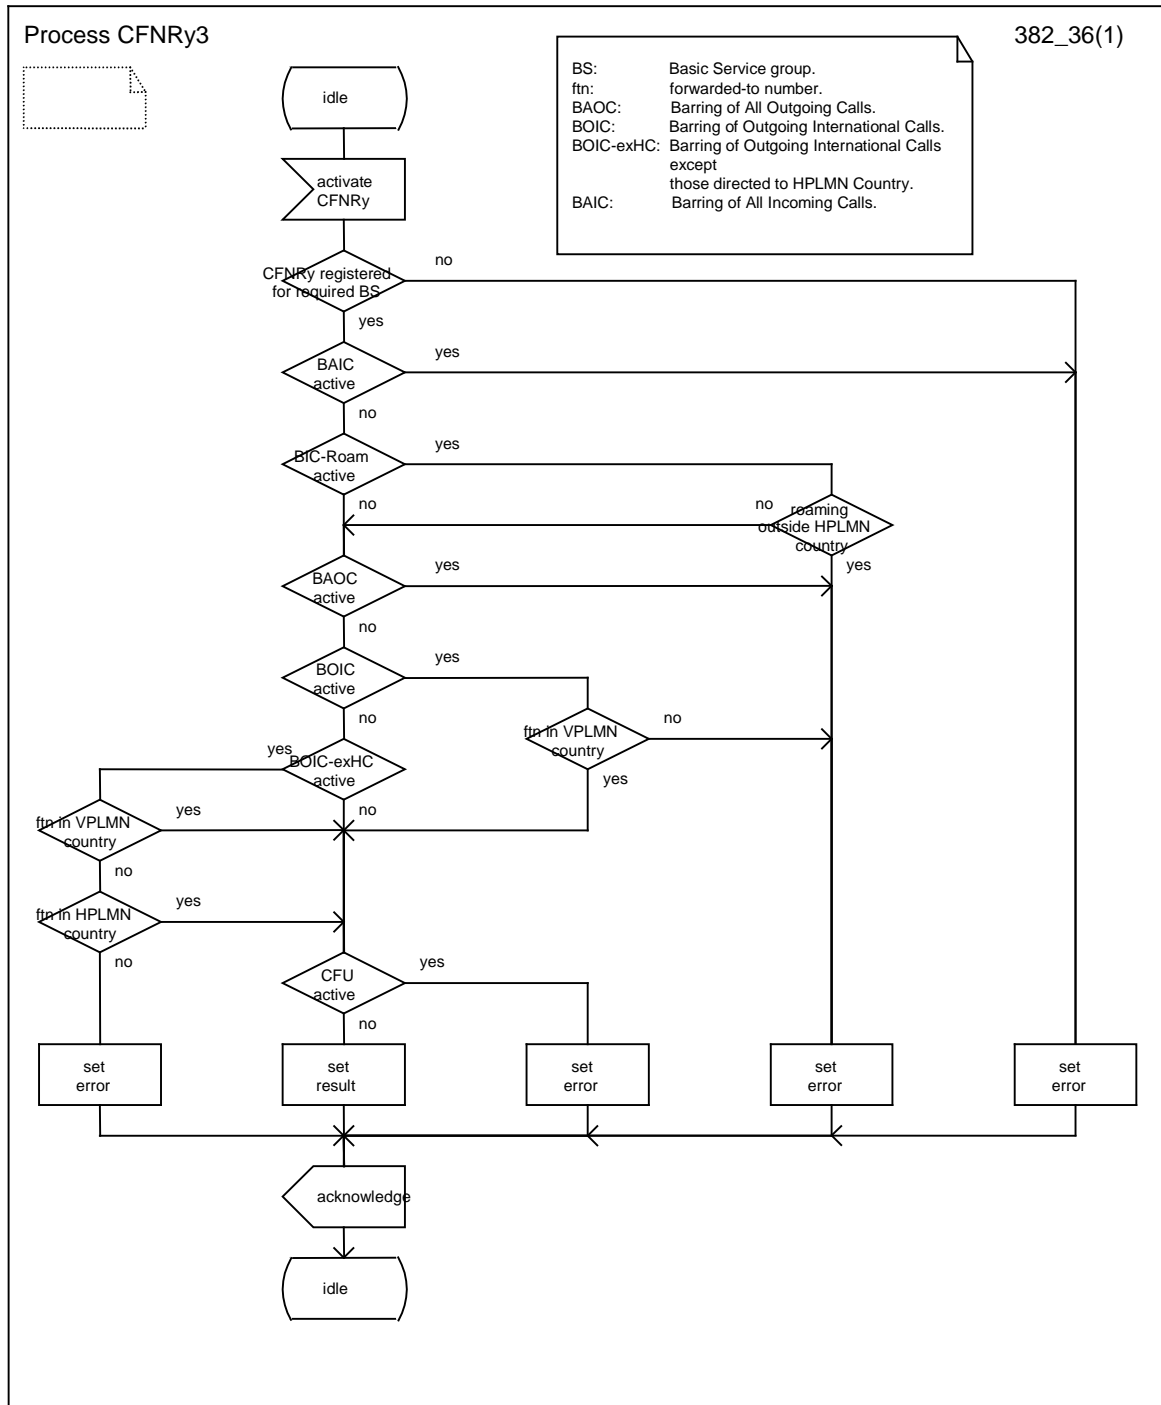 Process CFNRy3
382_36(1)
BS: Basic Service group.
ftn: forwarded-to number.
BAOC: Barring of All Outgoing Calls.
BOIC: Barring of Outgoing International Calls.
BOIC-exHC: Barring of Outgoing International Calls
except
those directed to HPLMN Country.
BAIC: Barring of All Incoming Calls.
idle
activate
CFNRy
CFNRy registered
for required BS
no
yes
BAIC
active
yes
no
BIC-Roam
active
yes
no
no
roaming
outside HPLMN
country
yes
BAOC
active
yes
no
BOIC
active
yes
no
ftn in VPLMN
country
no
yes
yes
BOIC-exHC
active
no
ftn in VPLMN
country
yes
no
ftn in HPLMN
country
yes
no
CFU
active
yes
no
set
error
set
result
set
error
set
error
set
error
acknowledge
idle